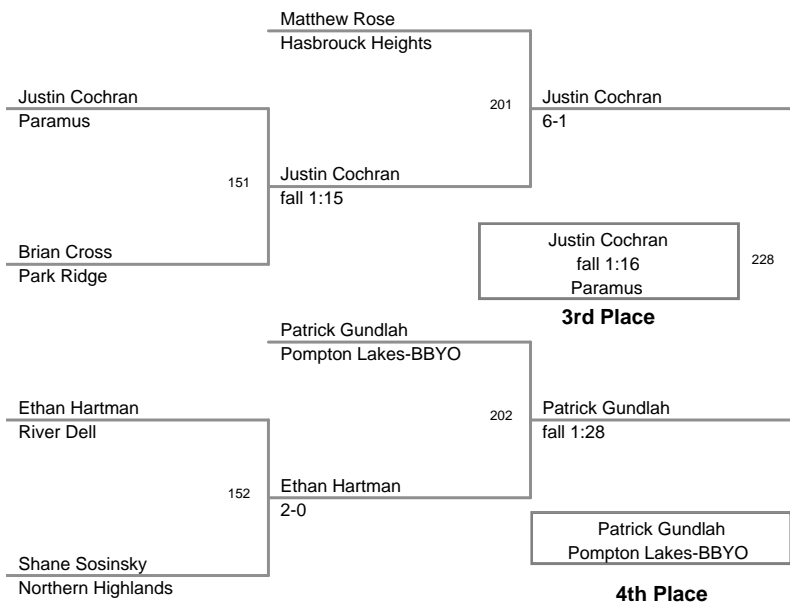 Matthew Rose
Hasbrouck Heights
Justin Cochran
Paramus
201
Justin Cochran
6-1
151
Justin Cochran
fall 1:15
Brian Cross
Park Ridge
Justin Cochran
fall 1:16
Paramus
228
3rd Place
Patrick Gundlah
Pompton Lakes-BBYO
Ethan Hartman
River Dell
202
Patrick Gundlah
fall 1:28
152
Ethan Hartman
2-0
Patrick Gundlah
Pompton Lakes-BBYO
Shane Sosinsky
Northern Highlands
4th Place